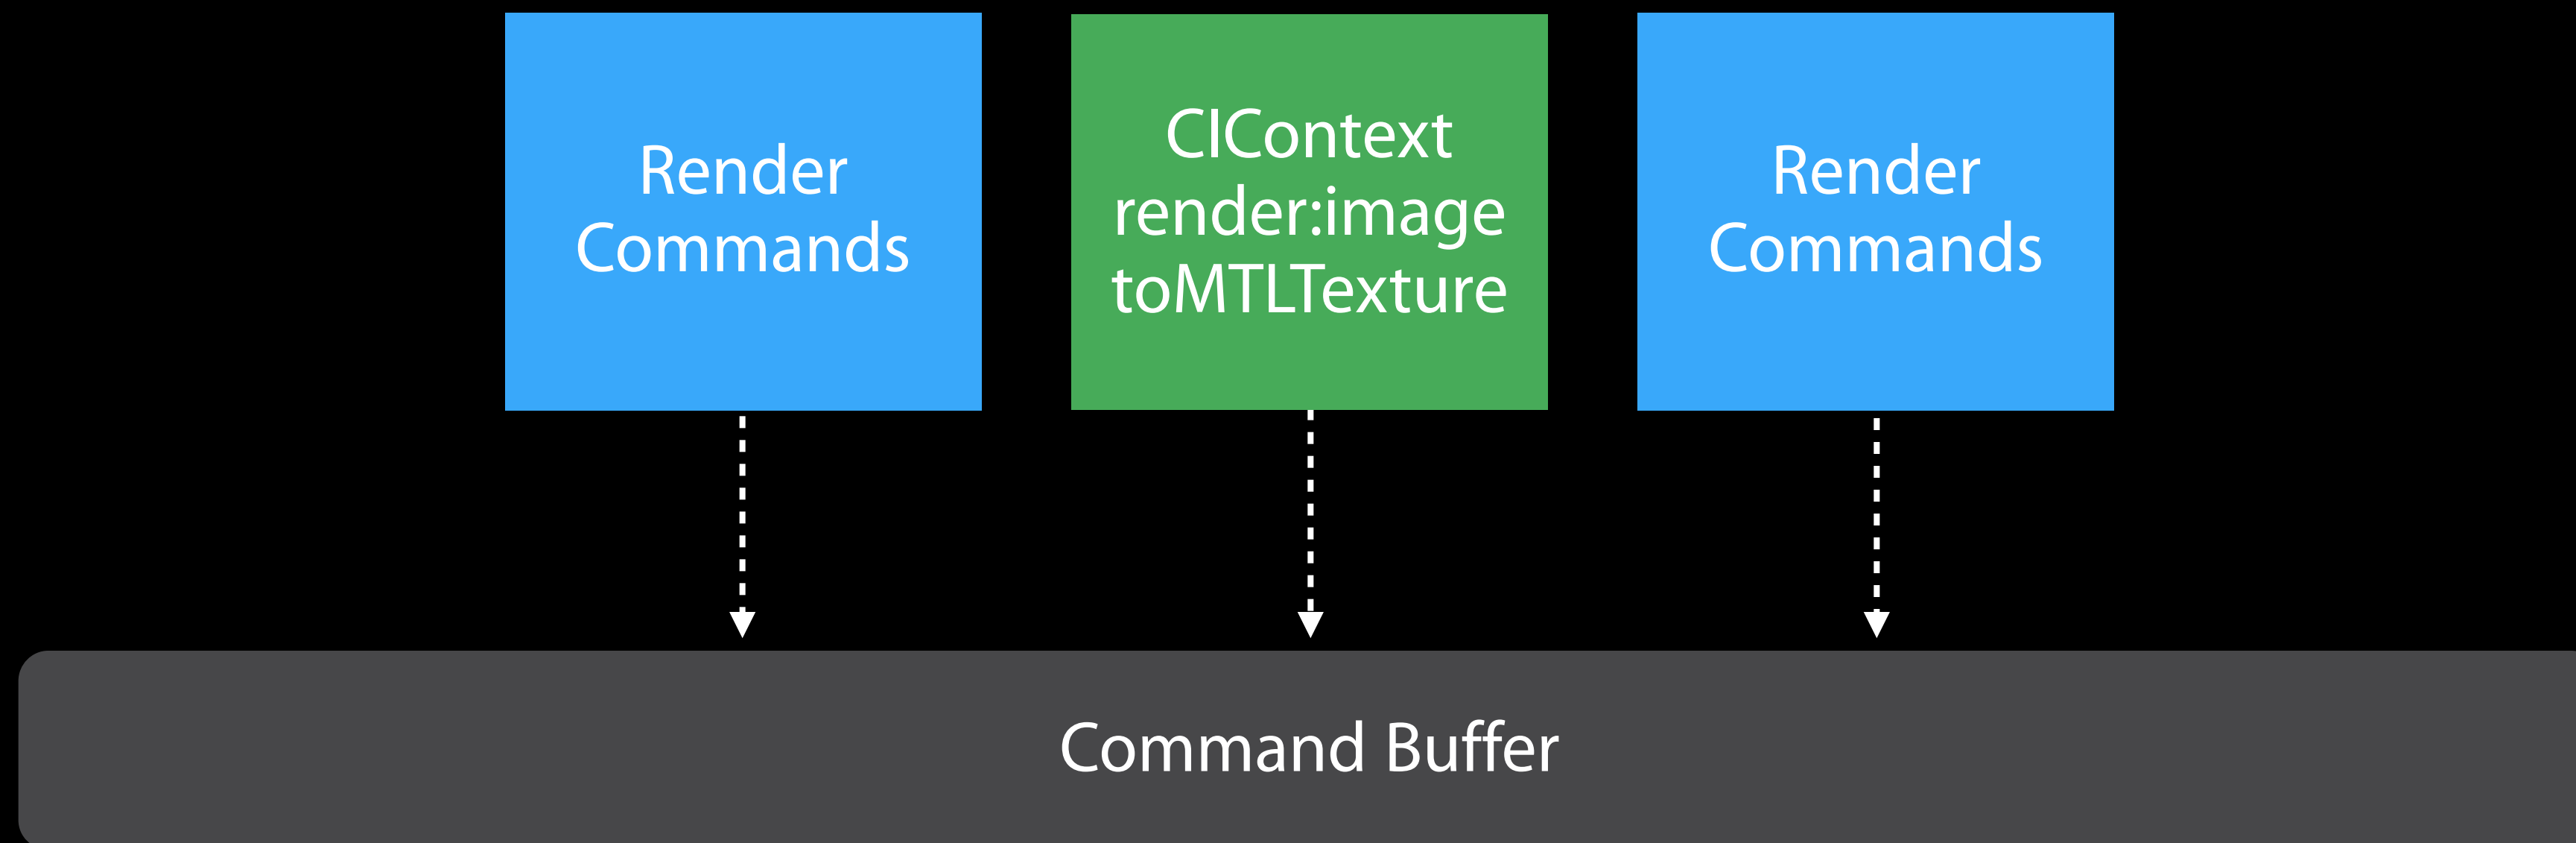 Render
Commands
CIContext
render:image
toMTLTexture
Render
Commands
Command Buffer